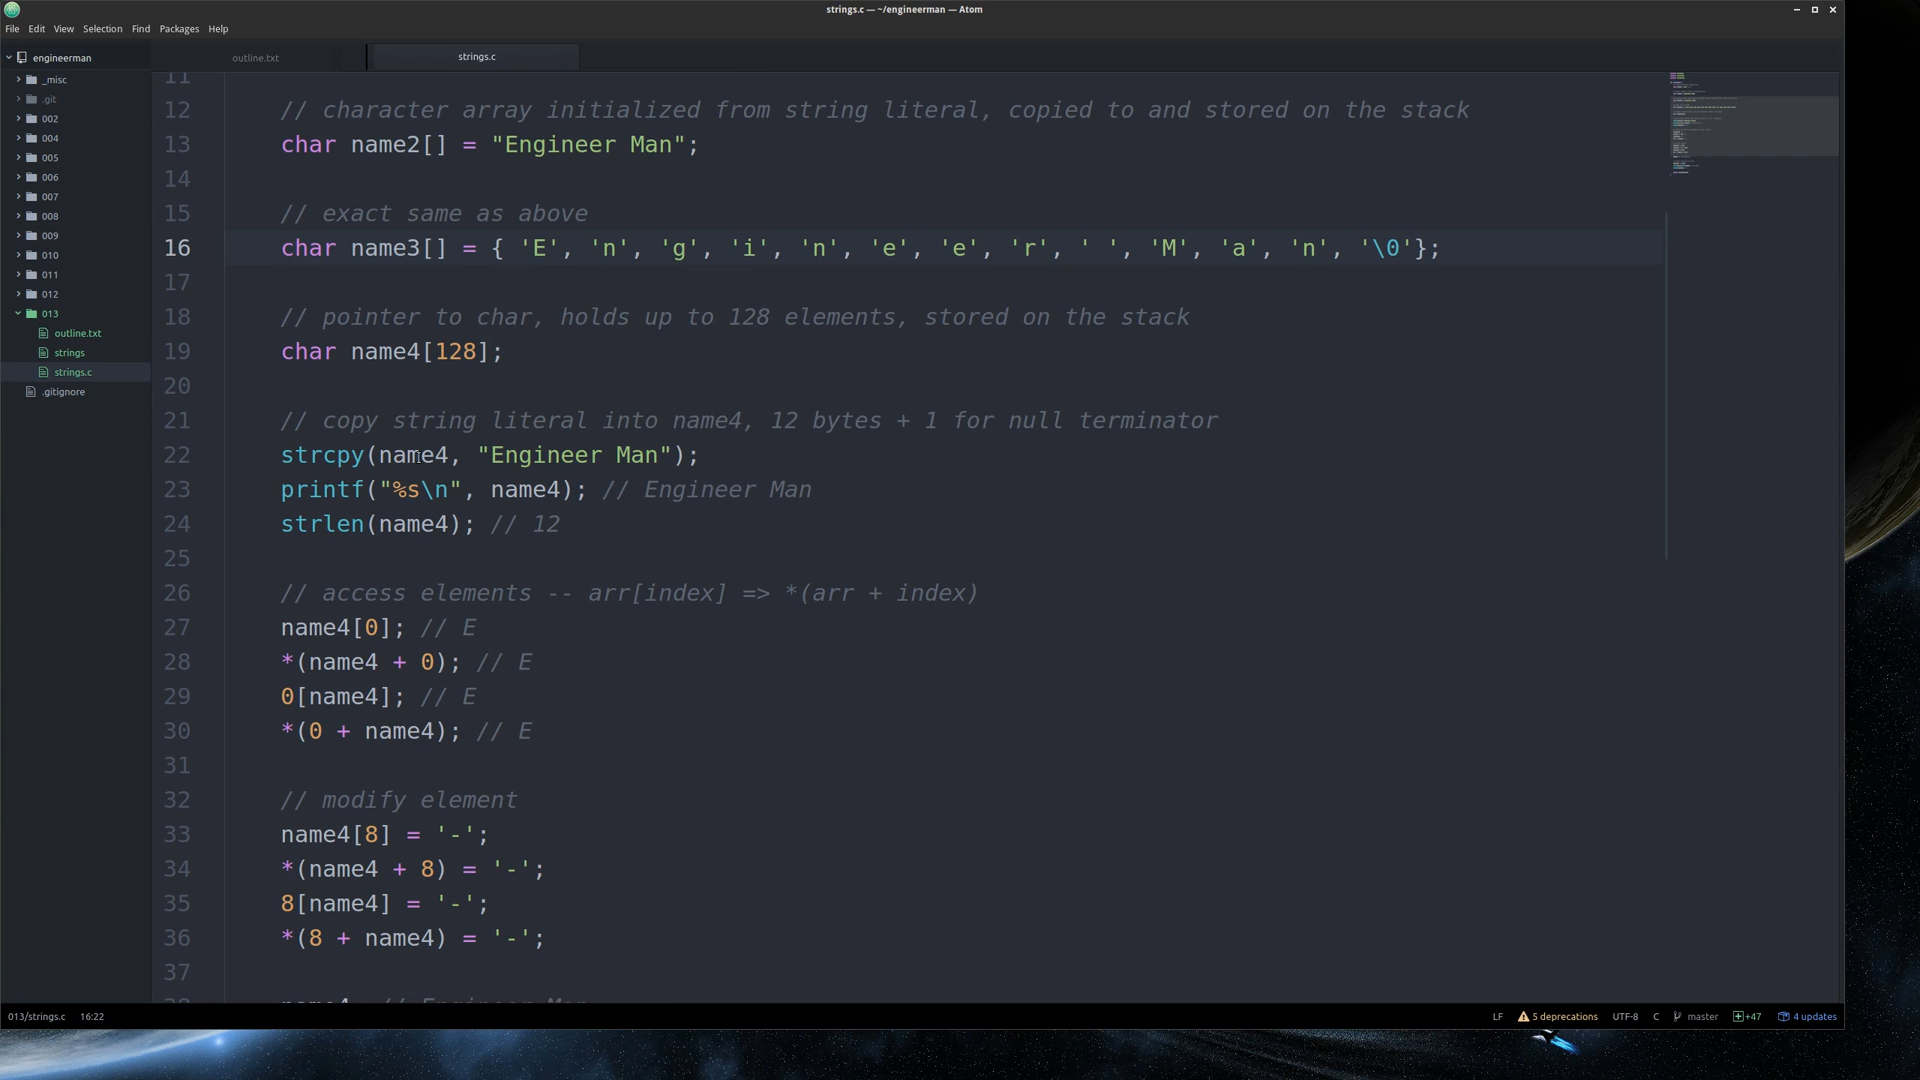 strings.c — ~/engineerman — Atom
File Edit View Selection Find Packages Help
engineerman
_misc
.git
002
004
005
006
007
008
009
010
011
012
013
outline.txt
strings
strings.c
.gitignore
outline.txt strings.c
11
12 // character array initialized from string literal, copied to and stored on the stack
13 char name2[] = "Engineer Man";
14
15 // exact same as above
16 char name3[] = { 'E', 'n', 'g', 'i', 'n', 'e', 'e', 'r', ' ', 'M', 'a', 'n', '\0'};
17
18 // pointer to char, holds up to 128 elements, stored on the stack
19 char name4[128];
20
21 // copy string literal into name4, 12 bytes + 1 for null terminator
22 strcpy(name4, "Engineer Man");
23 printf("%s\n", name4); // Engineer Man
24 strlen(name4); // 12
25
26 // access elements -- arr[index] => *(arr + index)
27 name4[0]; // E
28 *(name4 + 0); // E
29 0[name4]; // E
30 *(0 + name4); // E
31
32 // modify element
33 name4[8] = '-';
34 *(name4 + 8) = '-';
35 8[name4] = '-';
36 *(8 + name4) = '-';
37
013/strings.c 16:22 LF 5 deprecations UTF-8 C master +47 4 updates